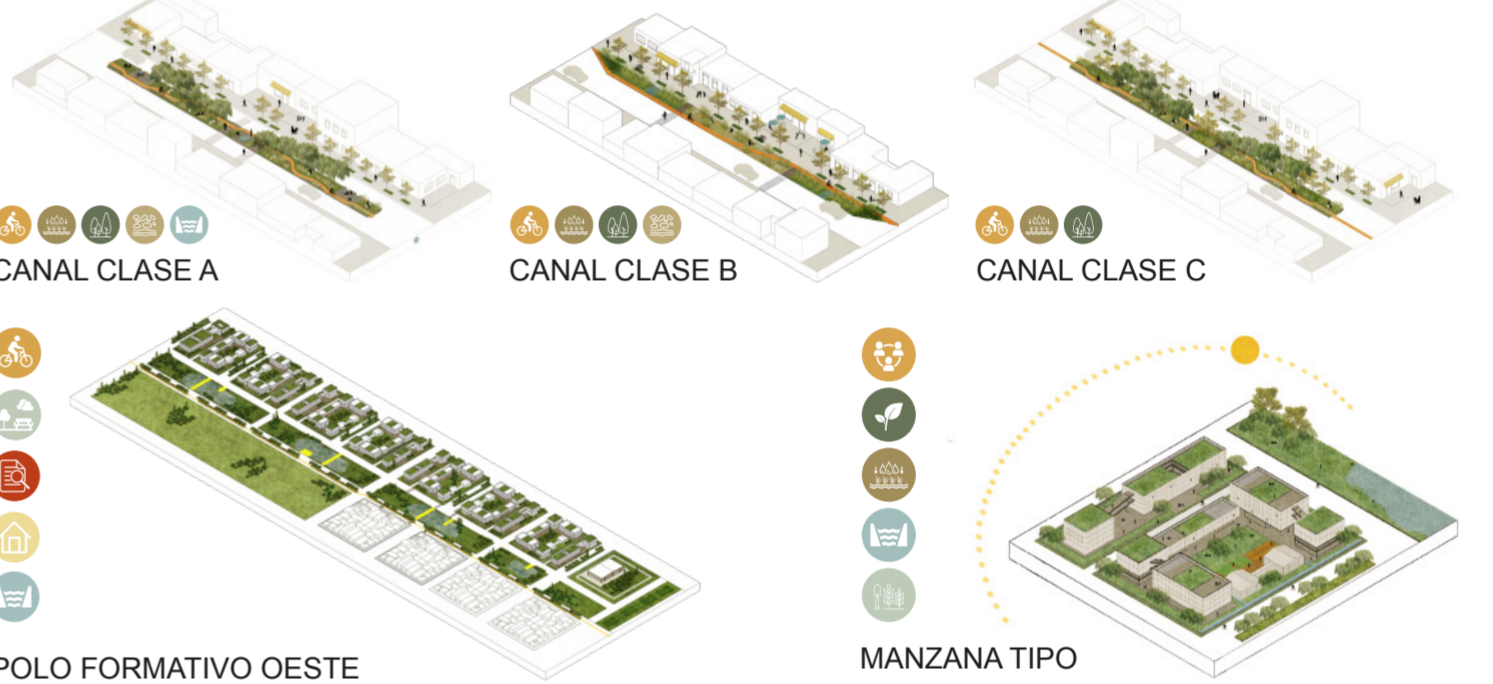 CANAL CLASE A
CANAL CLASE B
CANAL CLASE C
POLO FORMATIVO OESTE
MANZANA TIPO